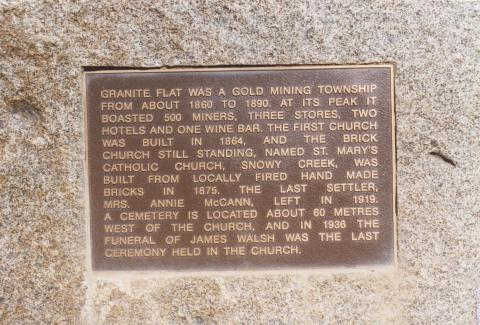 GRANITE FLAT WAS A GOLD MINING TOWNSHIP
FROM ABOUT 1860 TO 1890. AT ITS PEAK IT
BOASTED 500 MINERS, THREE STORES, TWO
HOTELS AND ONE WINE BAR. THE FIRST CHURCH
WAS BUILT IN 1864, AND THE BRICK
CHURCH STILL STANDING, NAMED ST. MARY'S
CATHOLIC CHURCH, SNOWY CREEK, WAS
BUILT FROM LOCALLY FIRED HAND MADE
BRICKS IN 1875. THE LAST SETTLER,
MRS. ANNIE McCANN, LEFT IN 1919.
A CEMETERY IS LOCATED ABOUT 60 METRES
WEST OF THE CHURCH, AND IN 1936 THE
FUNERAL OF JAMES WALSH WAS THE LAST
CEREMONY HELD IN THE CHURCH.